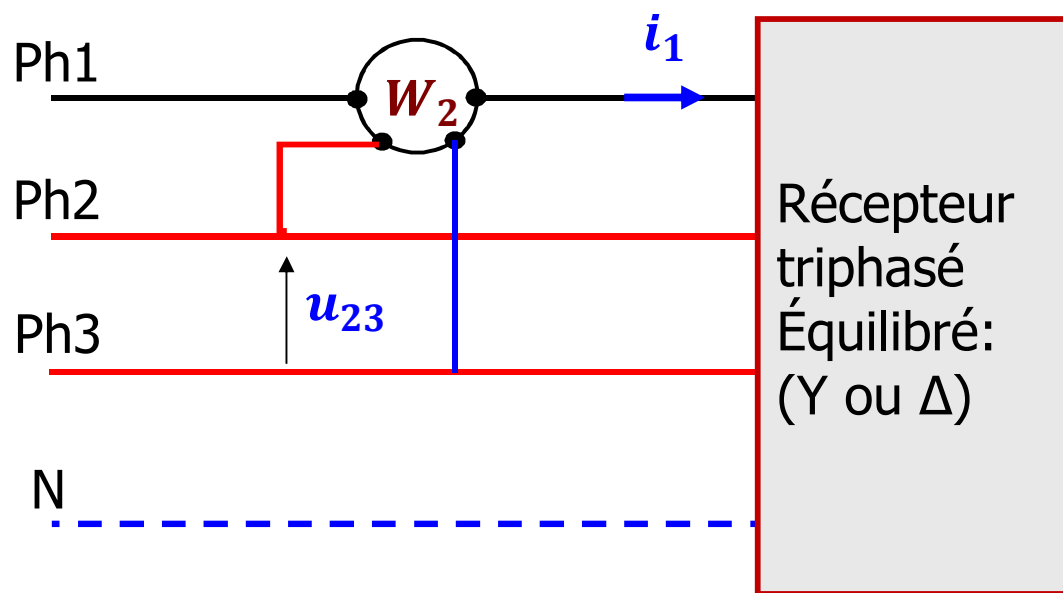 i₁
Ph1
W₂
Ph2
u₂₃
Ph3
N
Récepteur
triphasé
Équilibré:
(Y ou Δ)